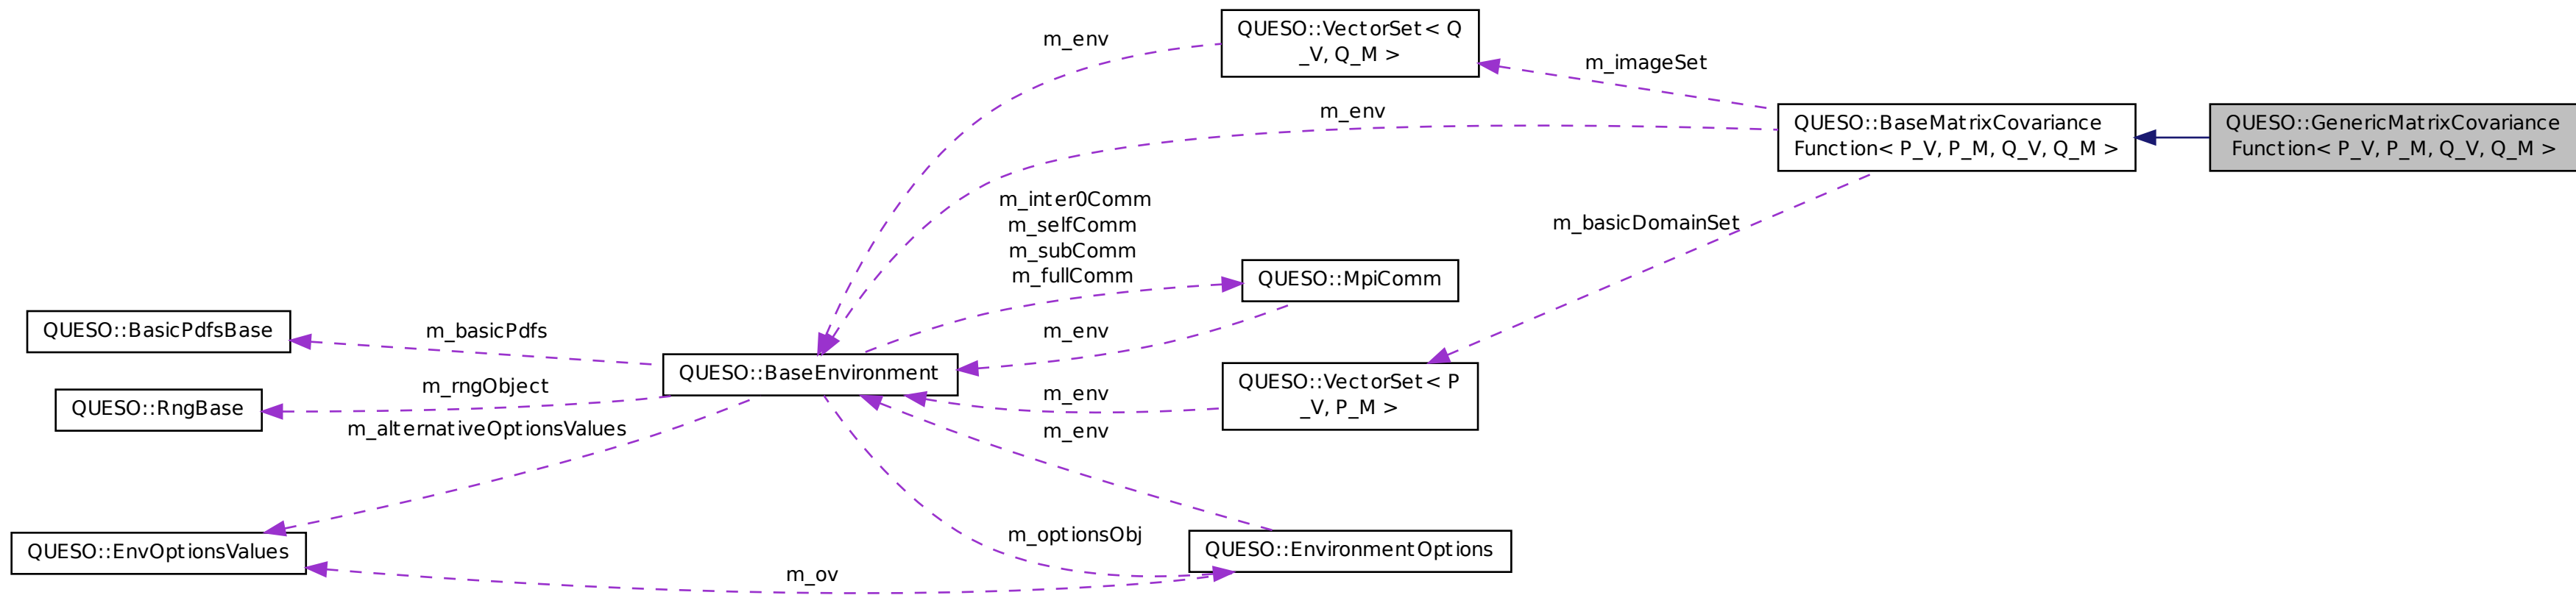 QUESO::VectorSet< Q
_V, Q_M >
m_env
m_imageSet
m_env
QUESO::BaseMatrixCovariance
Function< P_V, P_M, Q_V, Q_M >
QUESO::GenericMatrixCovariance
Function< P_V, P_M, Q_V, Q_M >
m_inter0Comm
m_selfComm
m_subComm
m_fullComm
m_basicDomainSet
QUESO::MpiComm
QUESO::BasicPdfsBase
m_basicPdfs
m_env
QUESO::BaseEnvironment
QUESO::VectorSet< P
_V, P_M >
m_rngObject
m_env
QUESO::RngBase
m_alternativeOptionsValues
m_env
m_optionsObj
QUESO::EnvOptionsValues
QUESO::EnvironmentOptions
m_ov